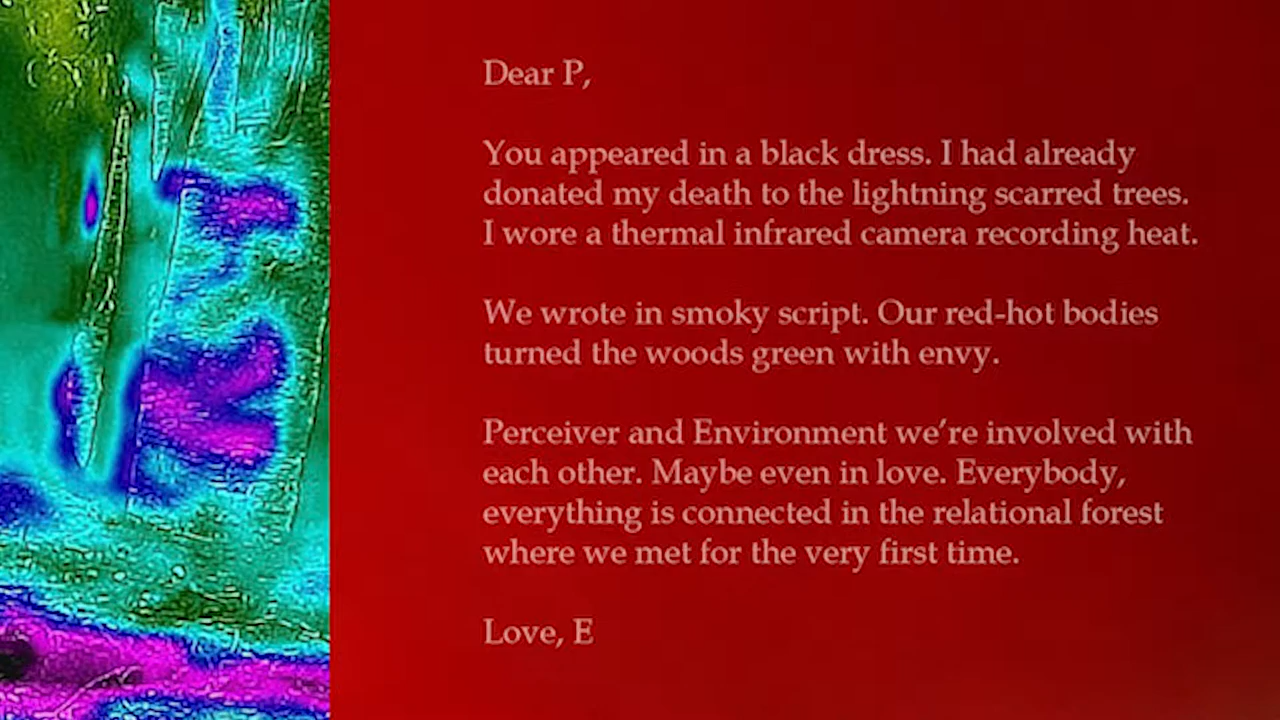 Dear P,
You appeared in a black dress. I had already
donated my death to the lightning scarred trees.
I wore a thermal infrared camera recording heat.
We wrote in smoky script. Our red-hot bodies
turned the woods green with envy.
Perceiver and Environment we’re involved with
each other. Maybe even in love. Everybody,
everything is connected in the relational forest
where we met for the very first time.
Love, E